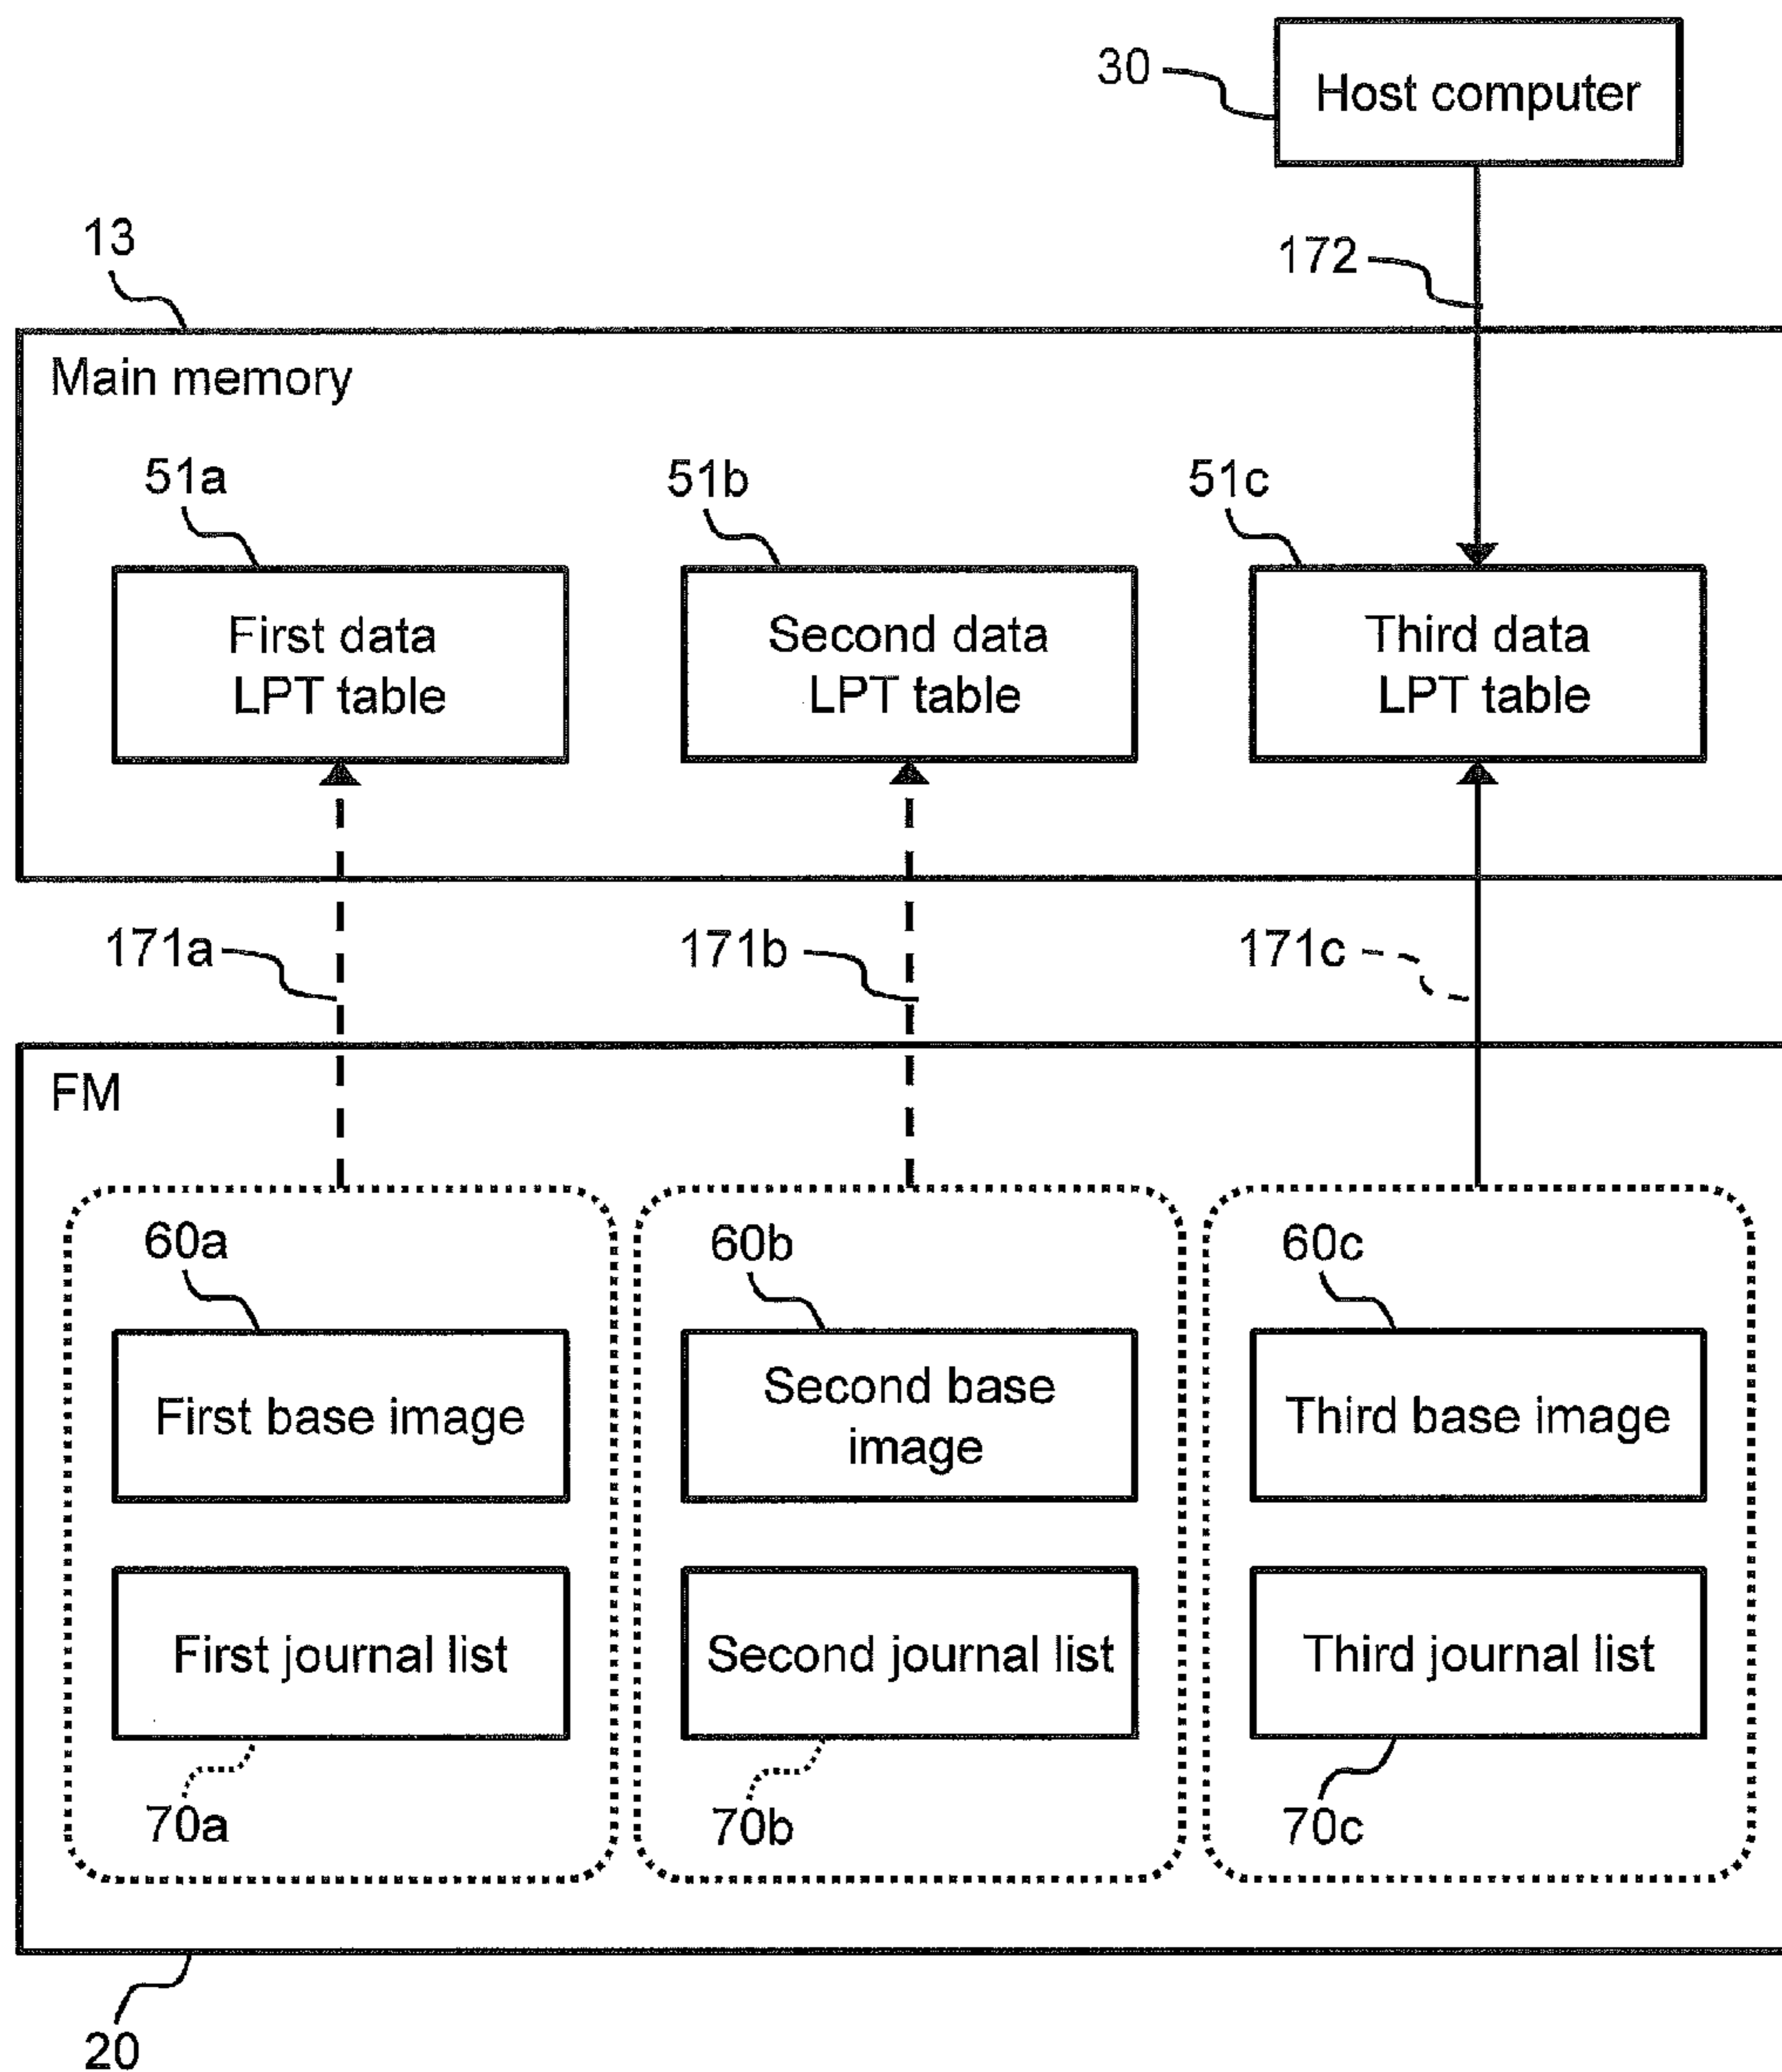 30
Host computer
13
172
Main memory
51a
51b
51c
First data
LPT table
Second data
LPT table
Third data
LPT table
171a
171b
171c
FM
60a
60b
60c
First base image
Second base
image
Third base image
First journal list
Second journal list
Third journal list
70a
70b
70c
20